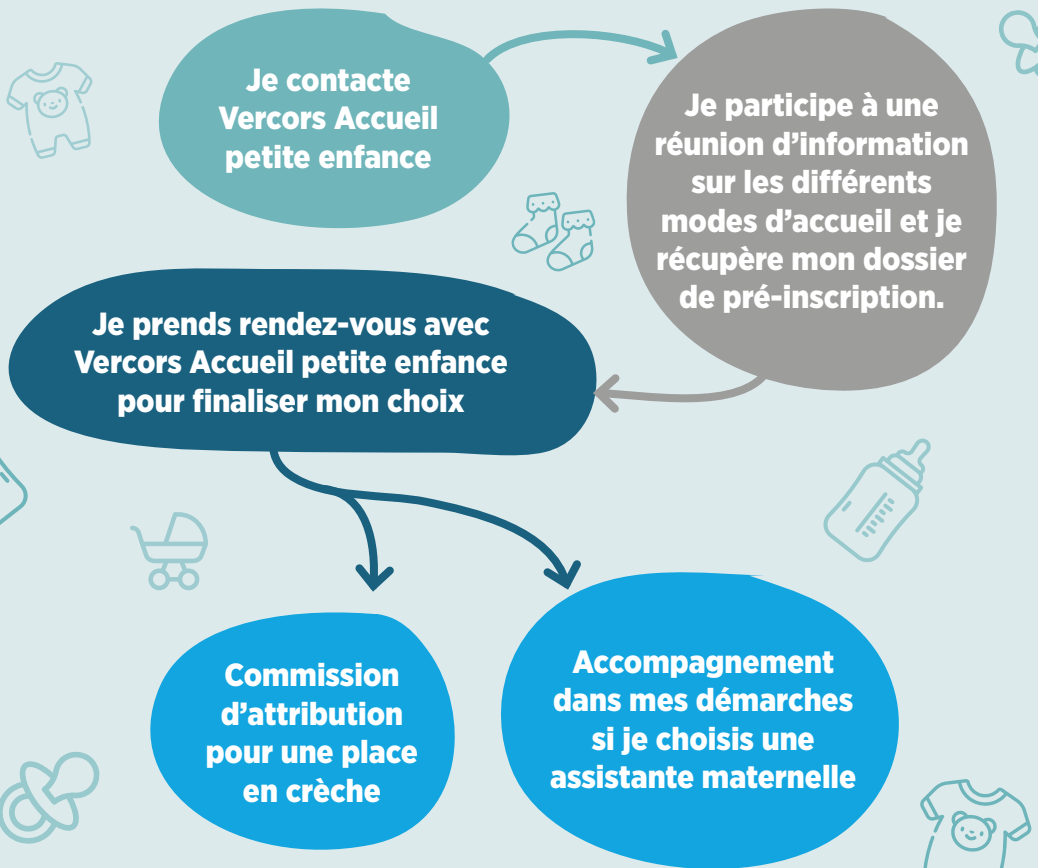 Je contacte
Vercors Accueil
petite enfance
Je participe à une
réunion d’information
sur les différents
modes d’accueil et je
récupère mon dossier
de pré-inscription.
Je prends rendez-vous avec
Vercors Accueil petite enfance
pour finaliser mon choix
Commission
d’attribution
pour une place
en crèche
Accompagnement
dans mes démarches
si je choisis une
assistante maternelle